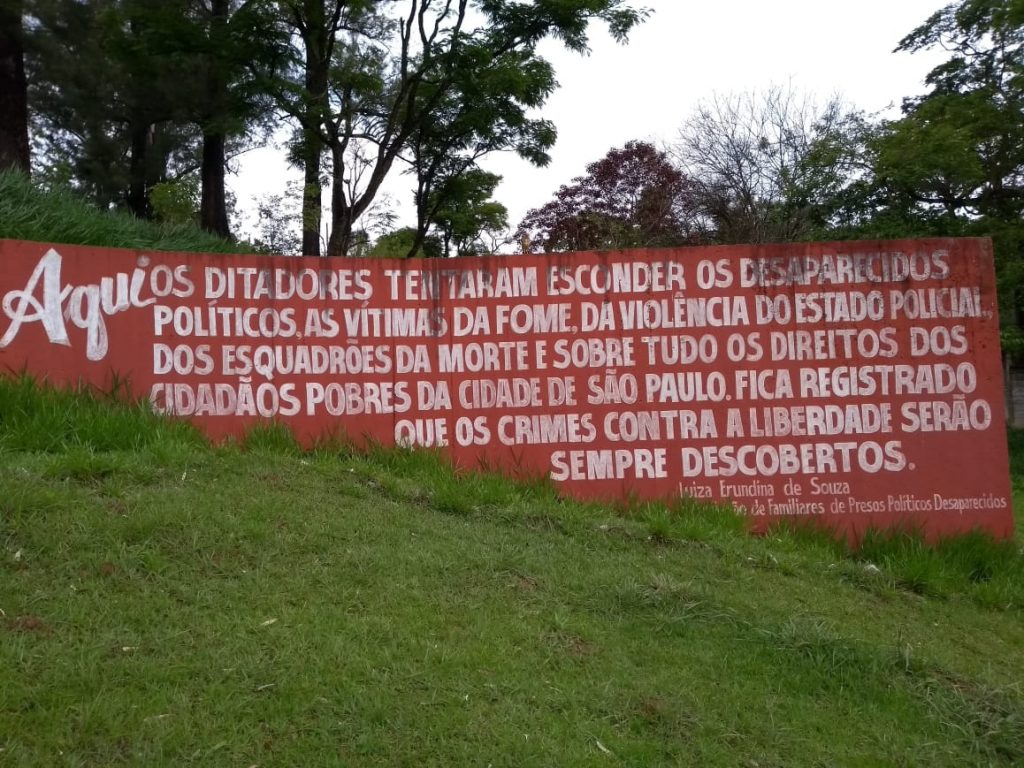 Aqui OS DITADORES TENTARAM ESCONDER OS DESAPARECIDOS
POLÍTICOS, AS VÍTIMAS DA FOME, DA VIOLÊNCIA DO ESTADO POLICIAL,
DOS ESQUADRÕES DA MORTE E SOBRE TUDO OS DIREITOS DOS
CIDADÃOS POBRES DA CIDADE DE SÃO PAULO. FICA REGISTRADO
QUE OS CRIMES CONTRA A LIBERDADE SERÃO
SEMPRE DESCOBERTOS.
Luiza Erundina de Souza
de Familiares de Presos Políticos Desaparecidos